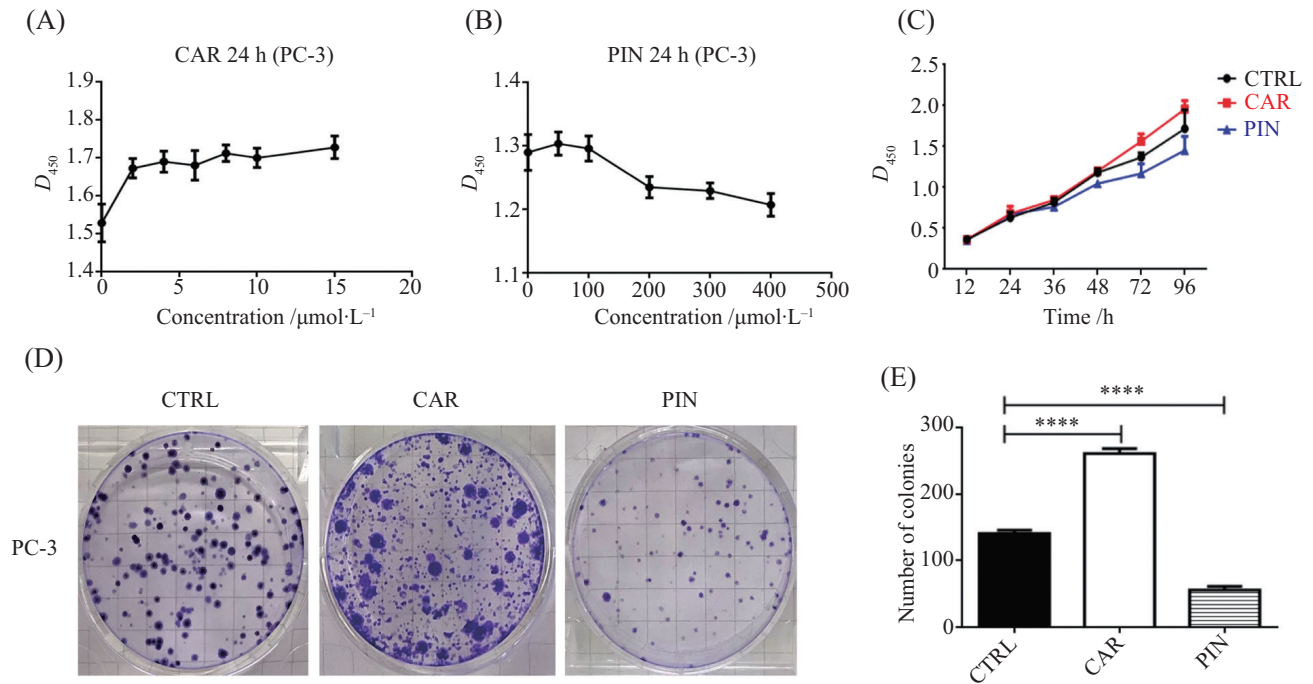 (A)
CAR 24 h (PC-3)
D450
1.9
1.8
1.7
1.6
1.5
1.4
0 5 10 15 20
Concentration /μmol·L–1
(B)
PIN 24 h (PC-3)
D450
1.4
1.3
1.2
1.1
0 100 200 300 400 500
Concentration /μmol·L–1
(C)
D450
2.5
2.0
1.5
1.0
0.5
0
12 24 36 48 72 96
Time /h
CTRL
CAR
PIN
(D)
CTRL CAR PIN
PC-3
(E)
****
****
Number of colonies
300
200
100
0
CTRL CAR PIN